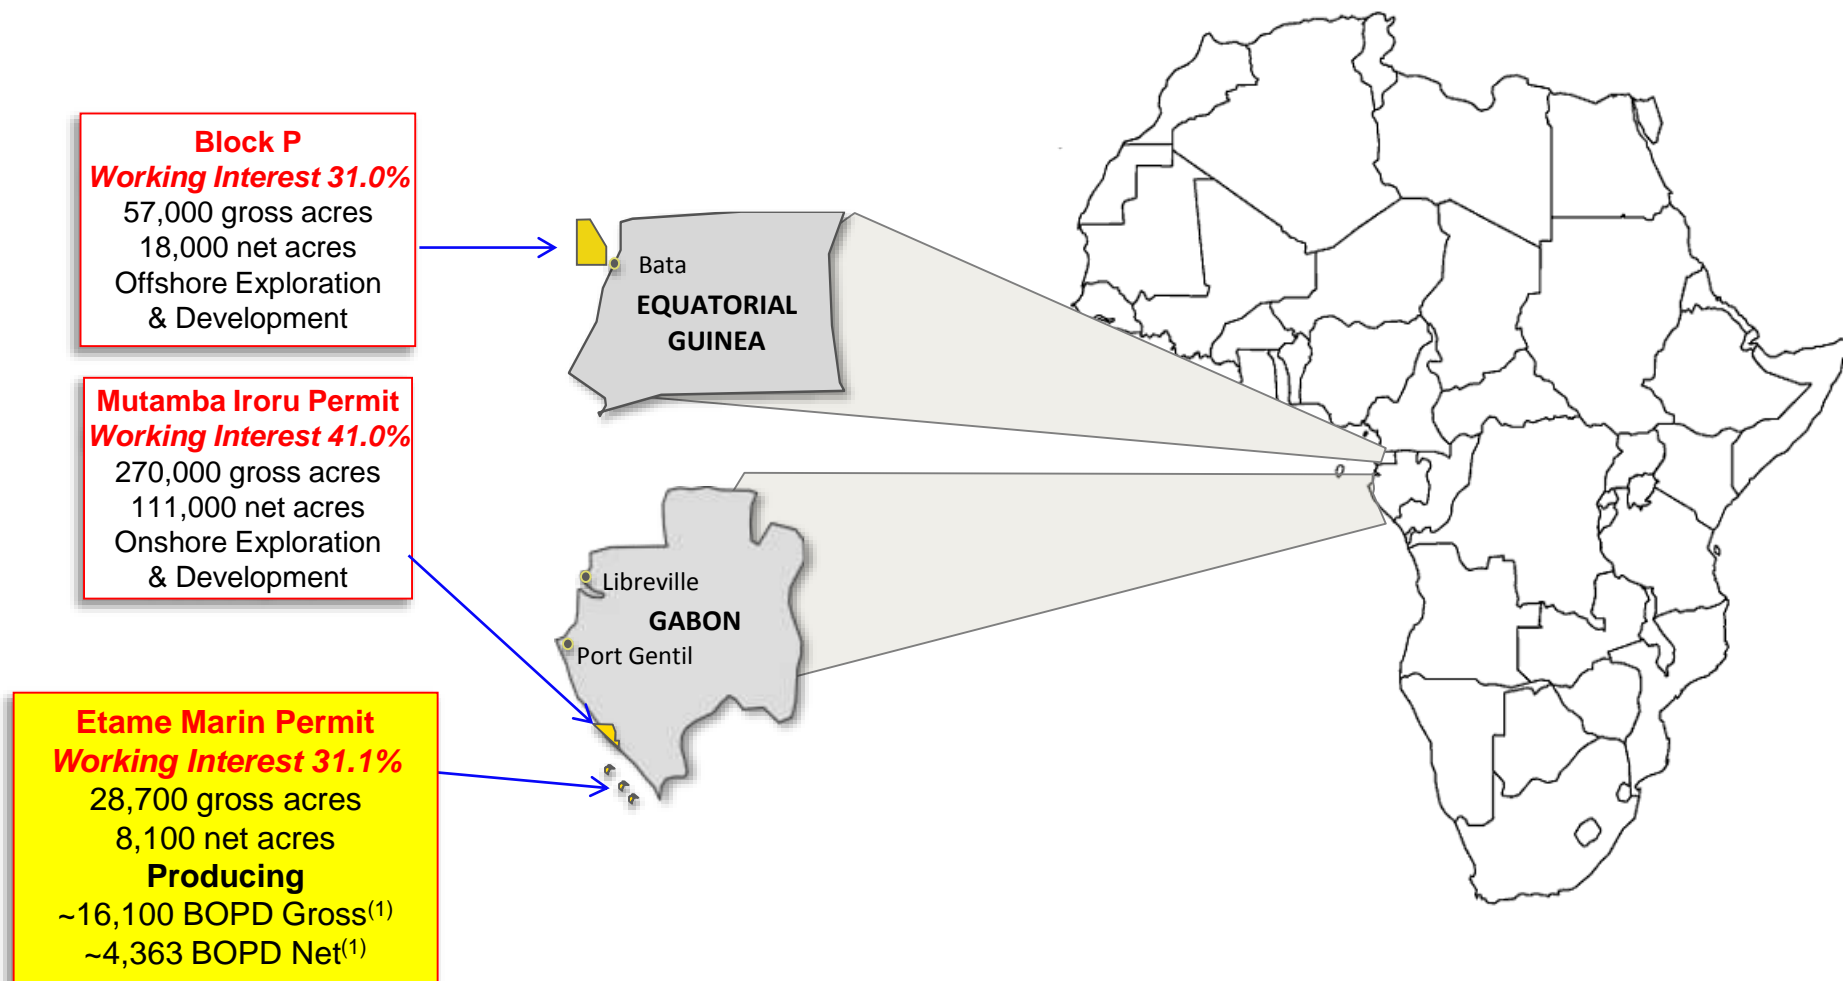 Block P
Working Interest 31.0%
57,000 gross acres
18,000 net acres
Offshore Exploration
& Development
Mutamba Iroru Permit
Working Interest 41.0%
270,000 gross acres
111,000 net acres
Onshore Exploration
& Development
Etame Marin Permit
Working Interest 31.1%
28,700 gross acres
8,100 net acres
Producing
~16,100 BOPD Gross(1)
~4,363 BOPD Net(1)
Bata
EQUATORIAL
GUINEA
Libreville
GABON
Port Gentil